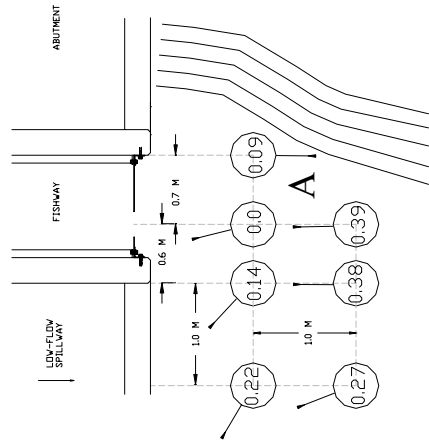 ABUTMENT
FISHWAY
LOW-FLOW
SPILLWAY
0.7 M
0.6 M
1.0 M
1.0 M
A
0.09
0.0
0.14
0.22
0.39
0.38
0.27